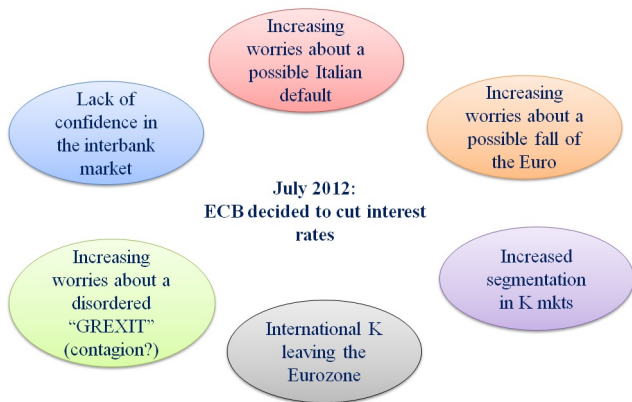 Increasing
worries about a
possible Italian
default
Lack of
confidence in
the interbank
market
Increasing
worries about a
possible fall of
the Euro
July 2012:
ECB decided to cut interest
rates
Increasing
worries about a
disordered
“GREXIT”
(contagion?)
Increased
segmentation
in K mkts
International K
leaving the
Eurozone